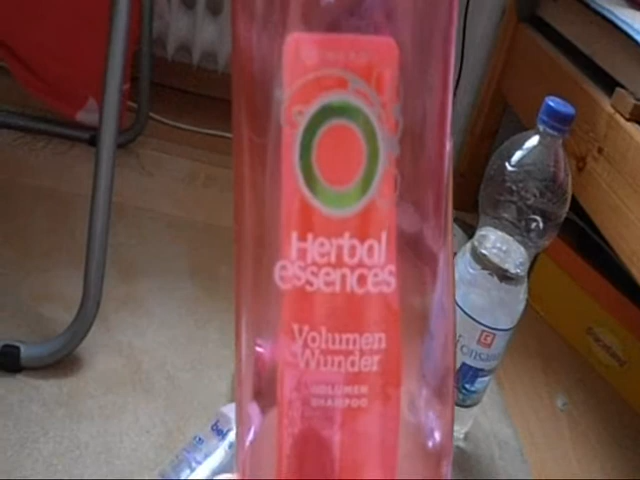 Herbal
essences
Volumen
Wunder
VOLUMEN
SHAMPOO